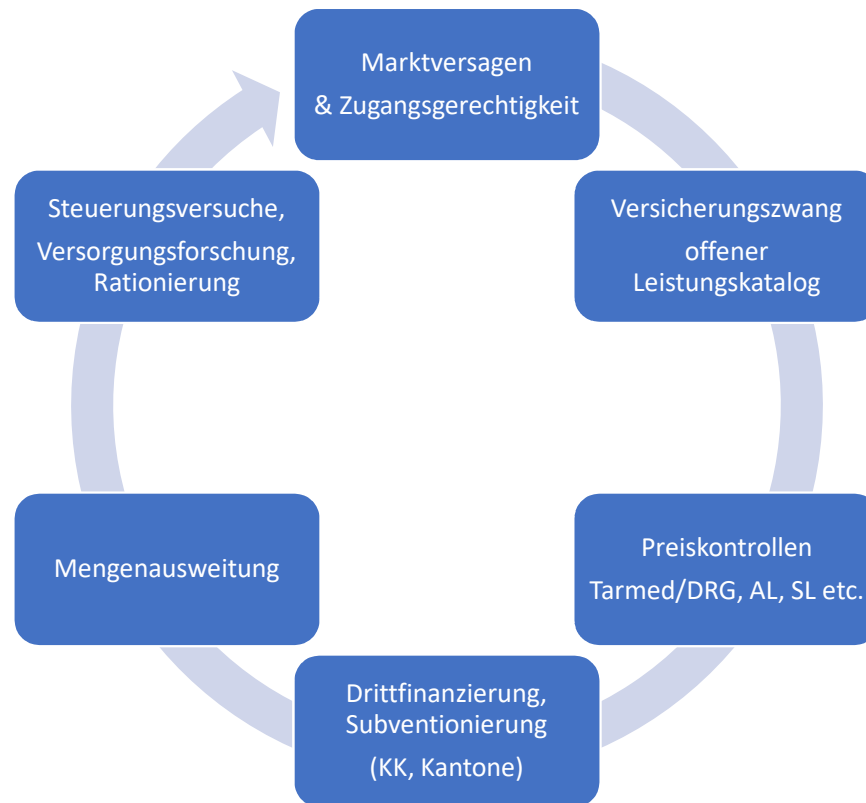 Marktversagen
& Zugangsgerechtigkeit
Versicherungszwang
offener
Leistungskatalog
Preiskontrollen
Tarmed/DRG, AL, SL etc.
Drittfinanzierung,
Subventionierung
(KK, Kantone)
Mengenausweitung
Steuerungsversuche,
Versorgungsforschung,
Rationierung